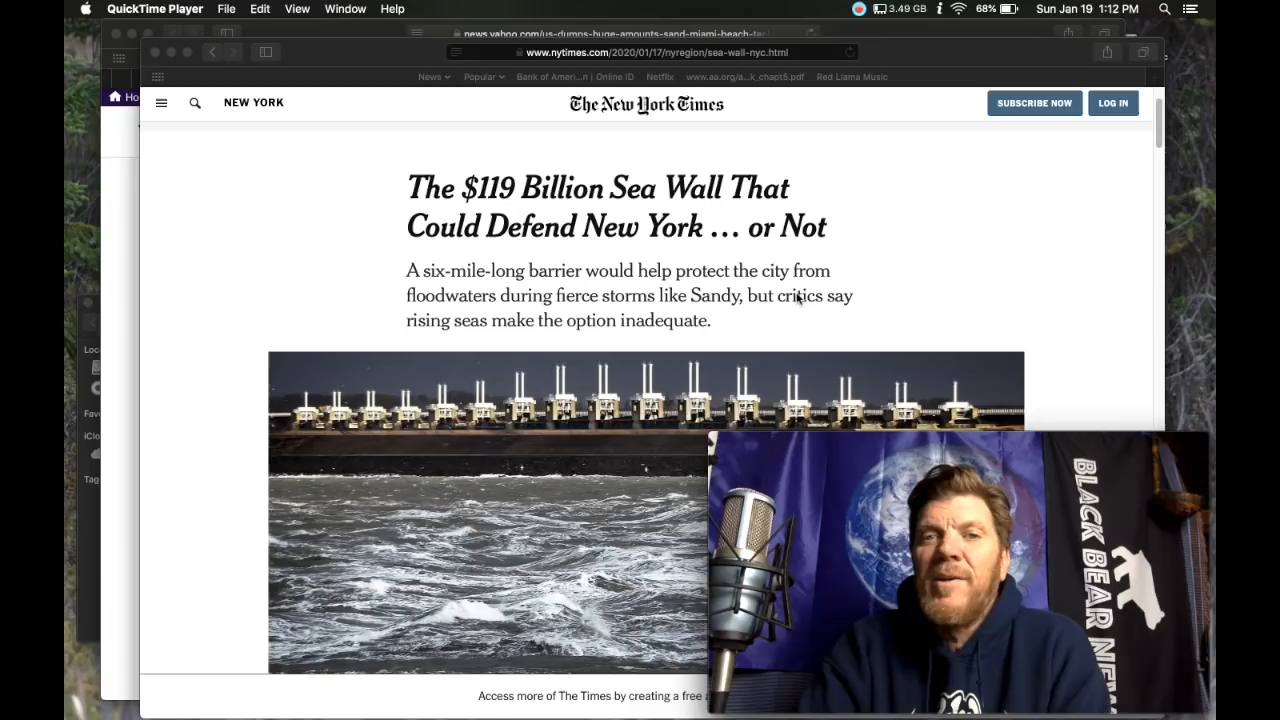 QuickTime Player File Edit View Window Help 3.49 GB 68% Sun Jan 19 1:12 PM
news.yahoo.com/us-dumps-huge-amounts-sand-miami-beach-
www.nytimes.com/2020/01/17/nyregion/sea-wall-nyc.html
News Popular Bank of Ameri...n | Online ID Netflix www.aa.org/a...k_chapt5.pdf Red Llama Music
Ho
NEW YORK The New York Times SUBSCRIBE NOW LOG IN
The $119 Billion Sea Wall That
Could Defend New York … or Not
A six-mile-long barrier would help protect the city from
floodwaters during fierce storms like Sandy, but critics say
rising seas make the option inadequate.
Loca
Favo
iClo
Tag
BLACK BEAR NEW
Access more of The Times by creating a free a